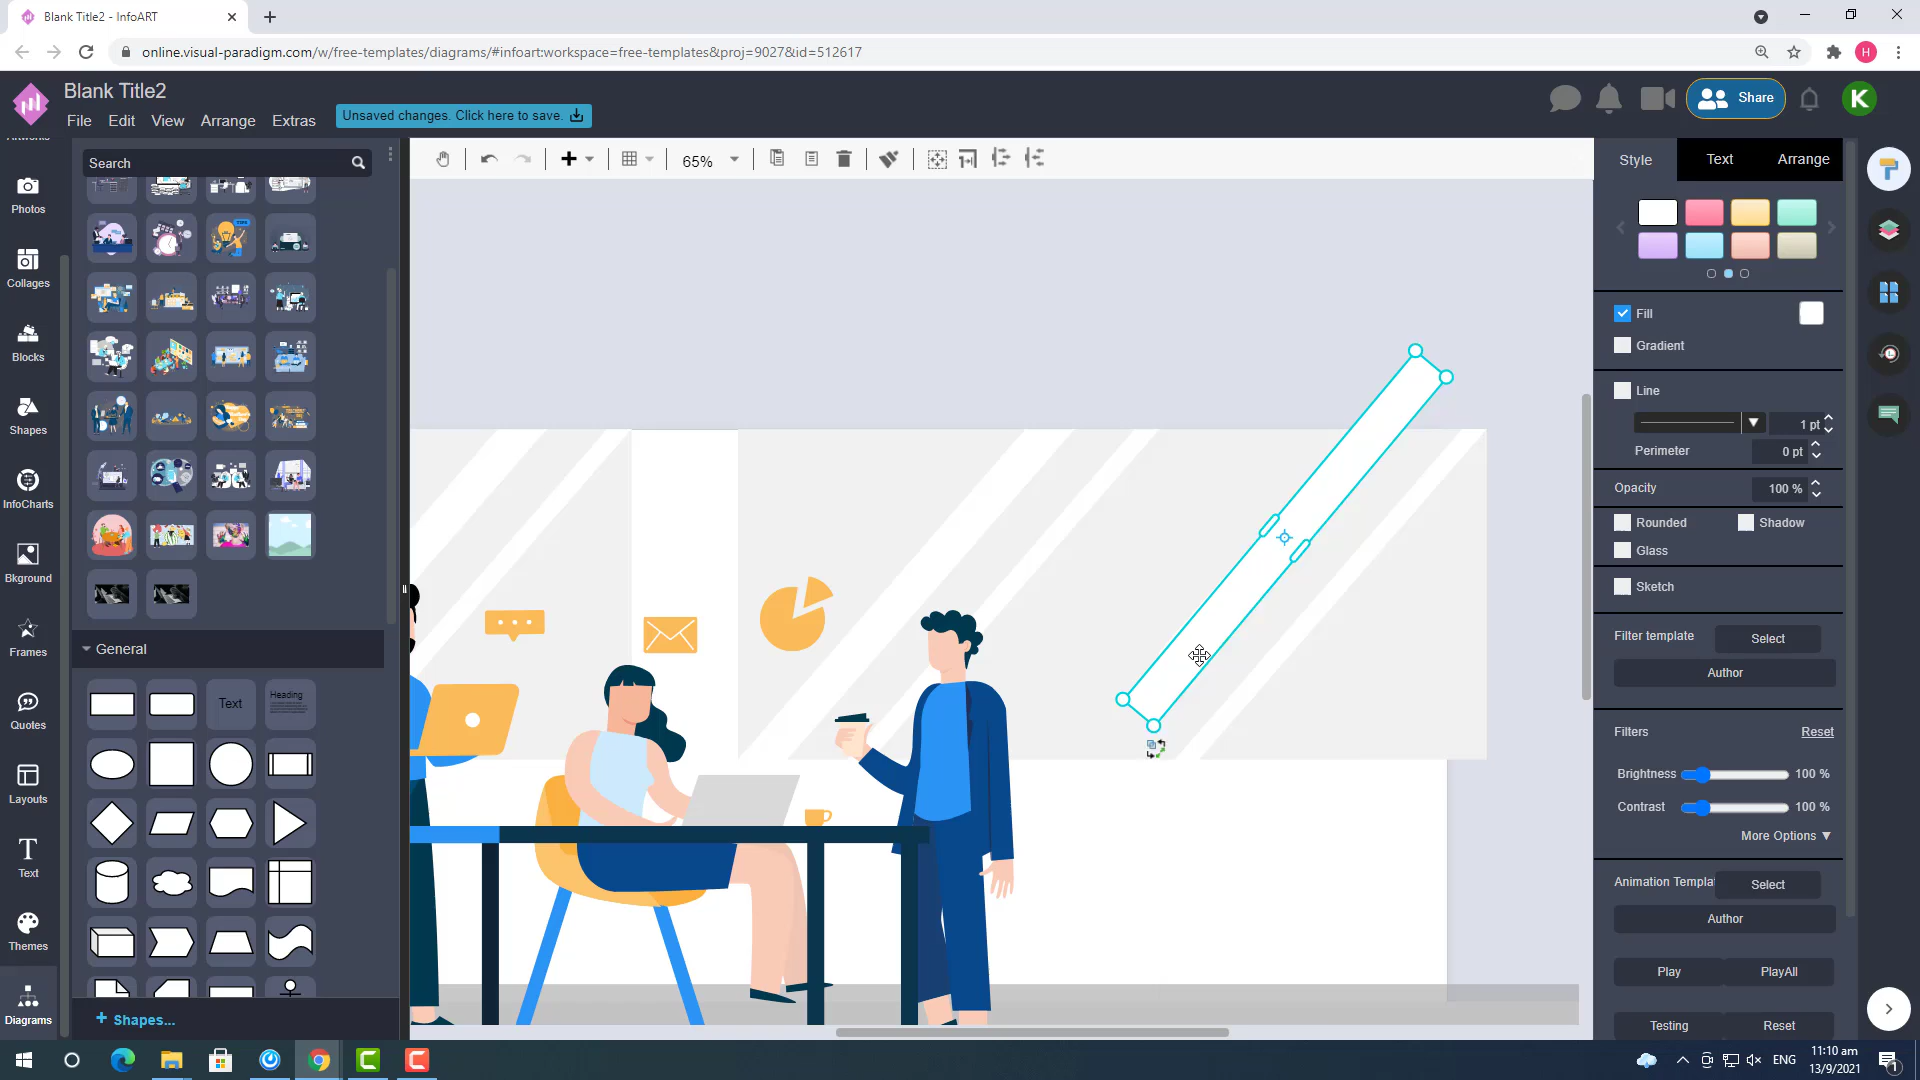 Blank Title2 - InfoART
online.visual-paradigm.com/w/free-templates/diagrams/#infoart:workspace=free-templates&proj=9027&id=512617
H
Blank Title2
File Edit View Arrange Extras
Unsaved changes. Click here to save.
Share
K
Search
65%
Style
Text
Arrange
Photos
Collages
Blocks
Shapes
InfoCharts
Bkground
Frames
Quotes
Layouts
Text
Themes
Diagrams
General
Text
Heading
+ Shapes...
Fill
Gradient
Line
1 pt
Perimeter
0 pt
Opacity
100 %
Rounded
Shadow
Glass
Sketch
Filter template
Select
Author
Filters
Reset
Brightness
100 %
Contrast
100 %
More Options ▼
Animation Templat
Select
Author
Play
PlayAll
Testing
Reset
ENG
11:10 am
13/9/2021
1